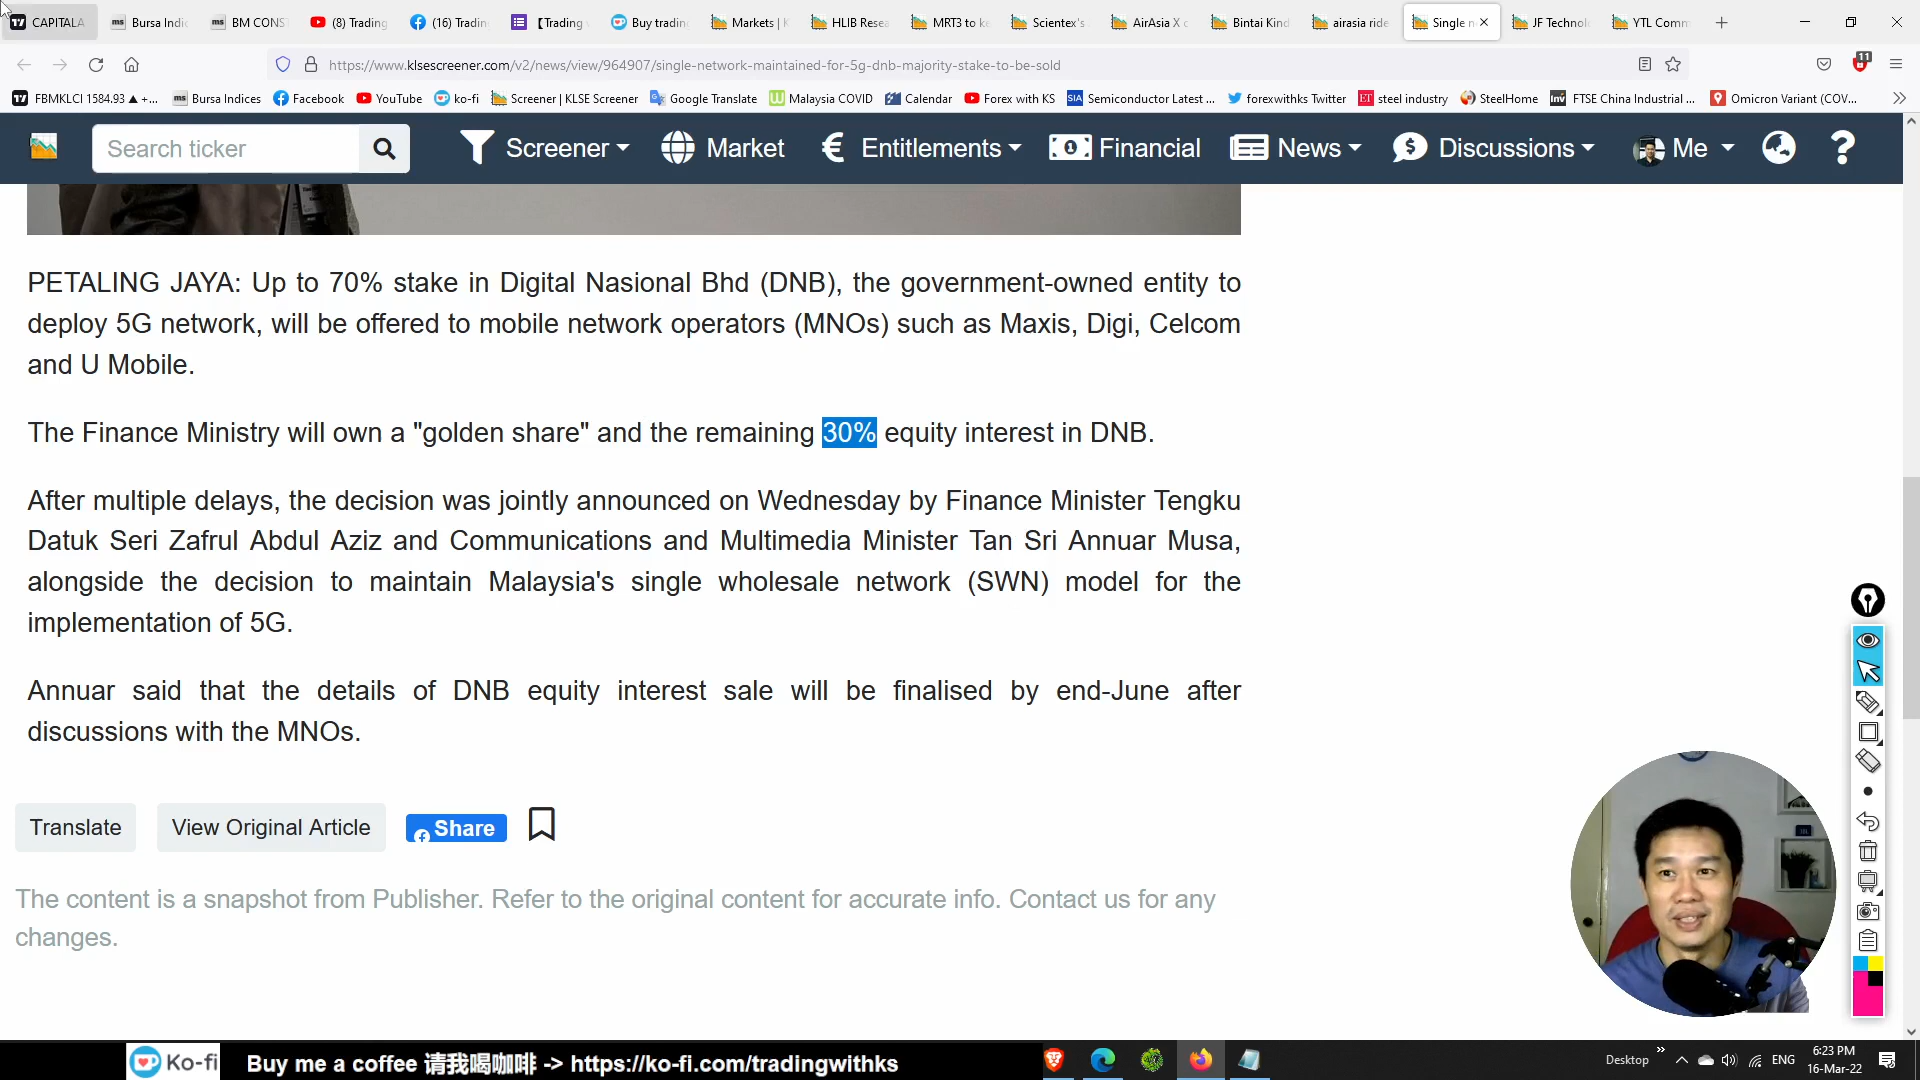 CAPITALA
Bursa Indic
BM CONS
(8) Trading
(16) Tradin
【Trading
Buy trading
Markets | K
HLIB Resea
MRT3 to k
Scientex's
AirAsia X c
Bintai Kind
airasia ride
Single n
JF Technol
YTL Comm
https://www.klsescreener.com/v2/news/view/964907/single-network-maintained-for-5g-dnb-majority-stake-to-be-sold
11
FBMKLCI 1584.93 ▲ +...
Bursa Indices
Facebook
YouTube
ko-fi
Screener | KLSE Screener
Google Translate
Malaysia COVID
Calendar
Forex with KS
Semiconductor Latest ...
forexwithks Twitter
steel industry
SteelHome
FTSE China Industrial ...
Omicron Variant (COV...
Search ticker
Screener
Market
Entitlements
Financial
News
Discussions
Me
PETALING JAYA: Up to 70% stake in Digital Nasional Bhd (DNB), the government-owned entity to
deploy 5G network, will be offered to mobile network operators (MNOs) such as Maxis, Digi, Celcom
and U Mobile.
The Finance Ministry will own a "golden share" and the remaining 30% equity interest in DNB.
After multiple delays, the decision was jointly announced on Wednesday by Finance Minister Tengku
Datuk Seri Zafrul Abdul Aziz and Communications and Multimedia Minister Tan Sri Annuar Musa,
alongside the decision to maintain Malaysia's single wholesale network (SWN) model for the
implementation of 5G.
Annuar said that the details of DNB equity interest sale will be finalised by end-June after
discussions with the MNOs.
Translate
View Original Article
Share
The content is a snapshot from Publisher. Refer to the original content for accurate info. Contact us for any
changes.
Ko-fi
Buy me a coffee 请我喝咖啡 -> https://ko-fi.com/tradingwithks
Desktop
ENG
6:23 PM
16-Mar-22